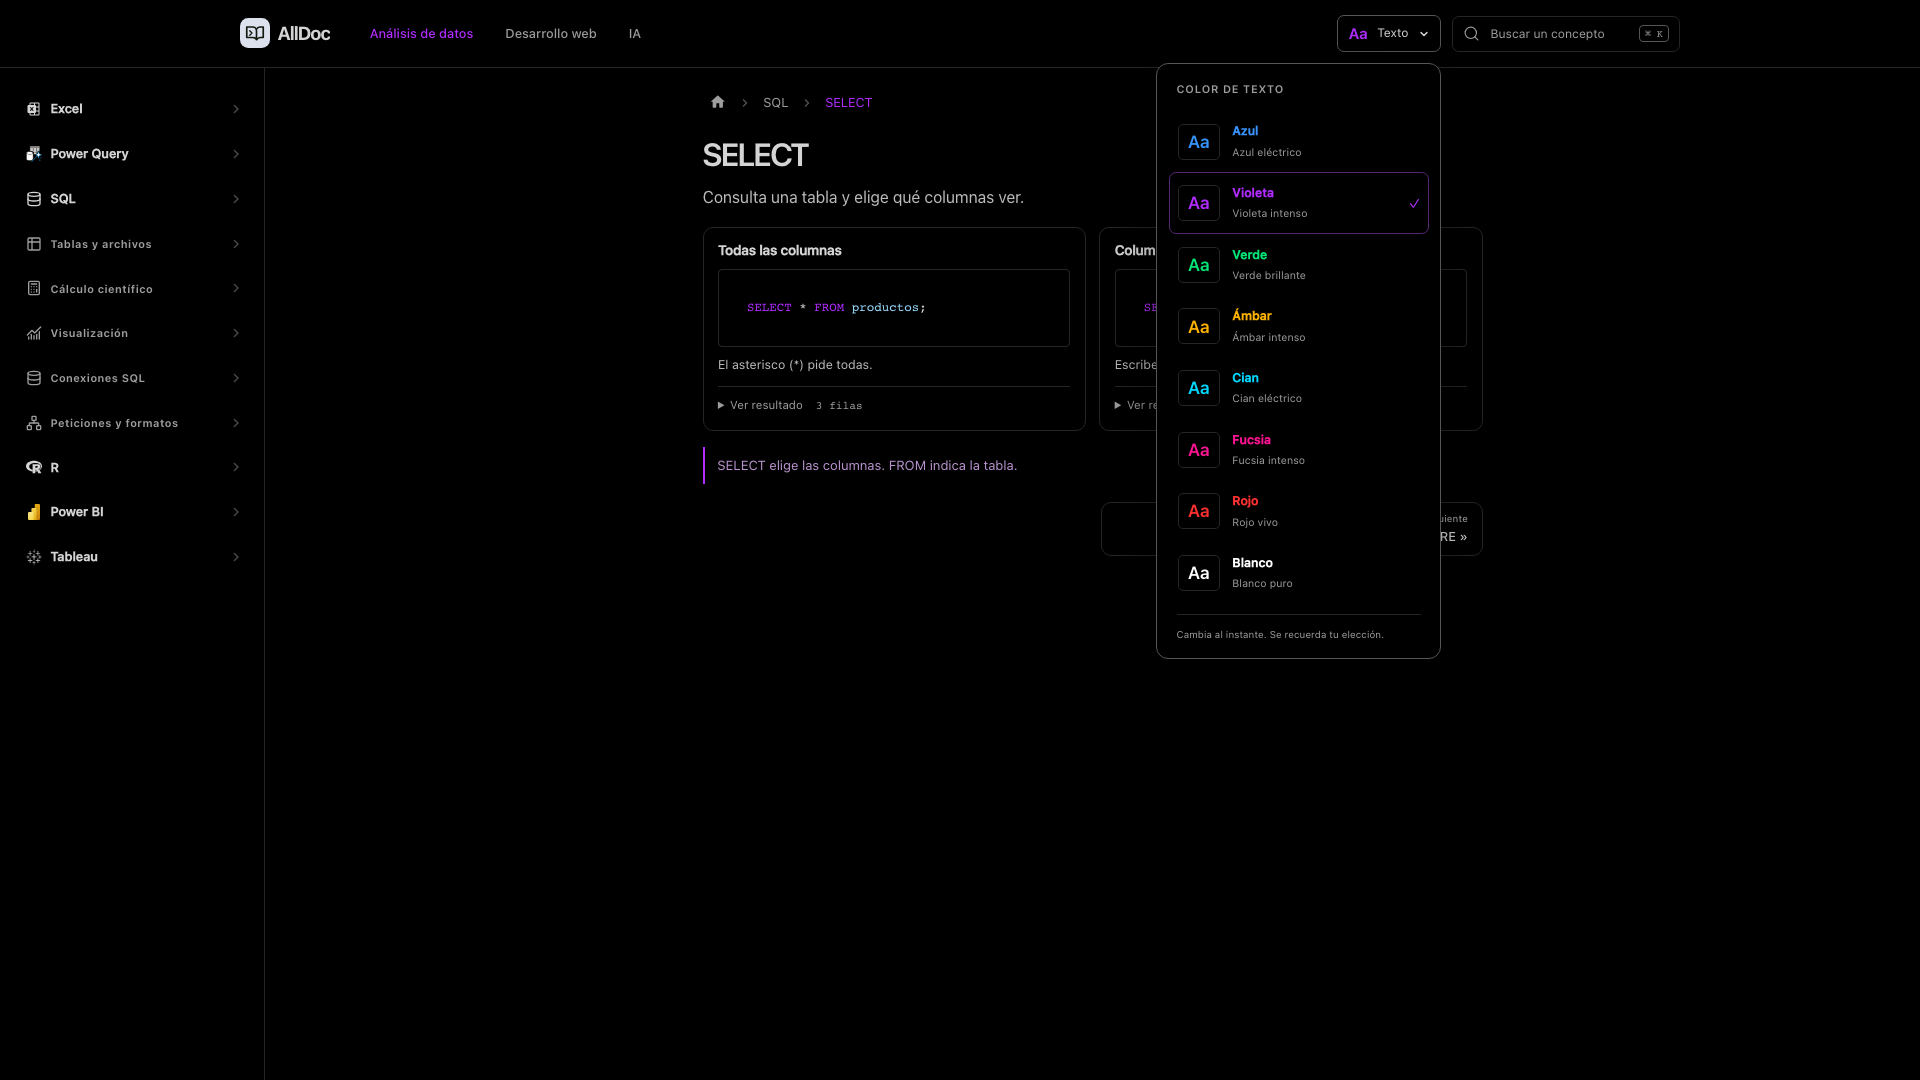 AllDoc
Análisis de datos
Desarrollo web
IA
Aa Texto
Buscar un concepto
⌘ K
Excel
Power Query
SQL
Tablas y archivos
Cálculo científico
Visualización
Conexiones SQL
Peticiones y formatos
R
Power BI
Tableau
SQL
SELECT
SELECT
Consulta una tabla y elige qué columnas ver.
Todas las columnas
SELECT * FROM productos;
El asterisco (*) pide todas.
Ver resultado 3 filas
Colum
SE
Escribe
Ver re
SELECT elige las columnas. FROM indica la tabla.
uiente
RE »
COLOR DE TEXTO
Aa
Azul
Azul eléctrico
Aa
Violeta
Violeta intenso
Aa
Verde
Verde brillante
Aa
Ámbar
Ámbar intenso
Aa
Cian
Cian eléctrico
Aa
Fucsia
Fucsia intenso
Aa
Rojo
Rojo vivo
Aa
Blanco
Blanco puro
Cambia al instante. Se recuerda tu elección.